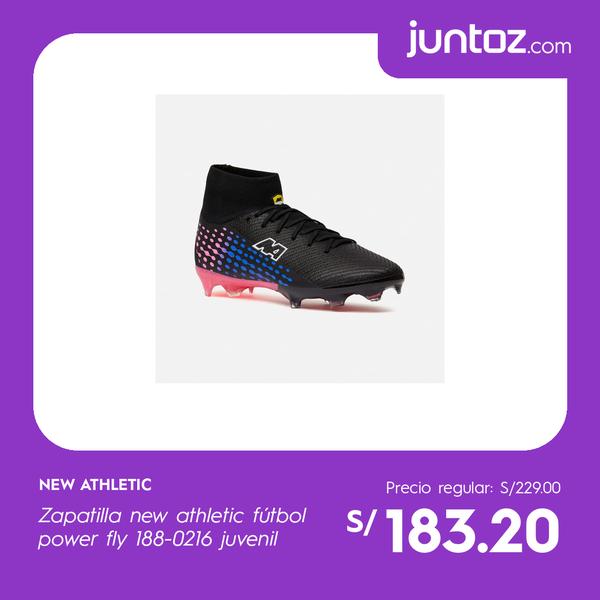 juntoz.com
NA
NEW ATHLETIC
Zapatilla new athletic fútbol
power fly 188-0216 juvenil
Precio regular: S/229.00
S/183.20